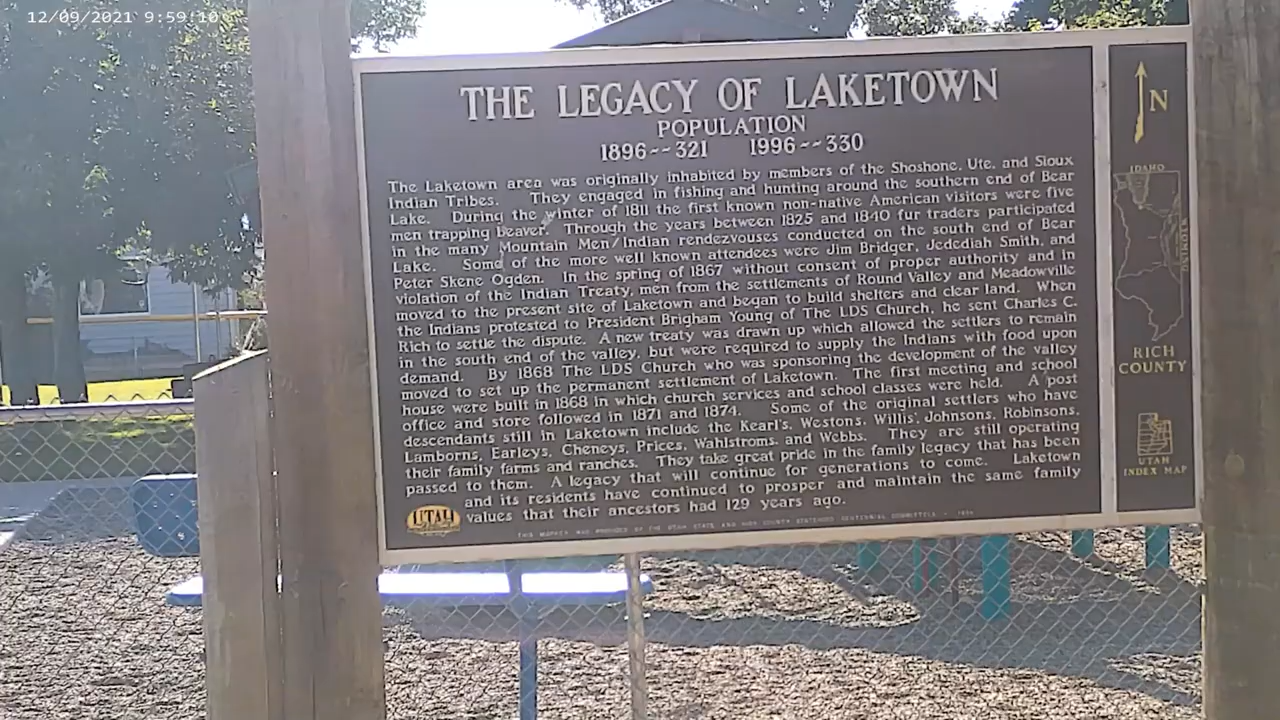 12/09/2021 9:59:10
THE LEGACY OF LAKETOWN
POPULATION
1896--321 1996--330
The Laketown area was originally inhabited by members of the Shoshone, Ute, and Sioux
Indian Tribes. They engaged in fishing and hunting around the southern end of Bear
Lake. During the winter of 1811 the first known non-native American visitors were five
men trapping beaver. Through the years between 1825 and 1840 fur traders participated
in the many Mountain Men/Indian rendezvouses conducted on the south end of Bear
Lake. Some of the more well known attendees were Jim Bridger, Jedediah Smith, and
Peter Skene Ogden. In the spring of 1867 without consent of proper authority and in
violation of the Indian Treaty, men from the settlements of Round Valley and Meadowville
moved to the present site of Laketown and began to build shelters and clear land. When
the Indians protested to President Brigham Young of The LDS Church, he sent Charles C.
Rich to settle the dispute. A new treaty was drawn up which allowed the settlers to remain
in the south end of the valley, but were required to supply the Indians with food upon
demand. By 1868 The LDS Church who was sponsoring the development of the valley
moved to set up the permanent settlement of Laketown. The first meeting and school
house were built in 1868 in which church services and school classes were held. A post
office and store followed in 1871 and 1874. Some of the original settlers who have
descendants still in Laketown include the Kearl's, Westons, Willis', Johnsons, Robinsons,
Lamborns, Earleys, Cheneys, Prices, Wahlstroms, and Webbs. They are still operating
their family farms and ranches. They take great pride in the family legacy that has been
passed to them. A legacy that will continue for generations to come. Laketown
and its residents have continued to prosper and maintain the same family
values that their ancestors had 129 years ago.
UTAH
THIS MARKER WAS PROVIDED BY THE UTAH STATE AND RICH COUNTY STATEHOOD CENTENNIAL COMMITTEES
N
IDAHO
WYOMING
RICH
COUNTY
UTAH
INDEX MAP